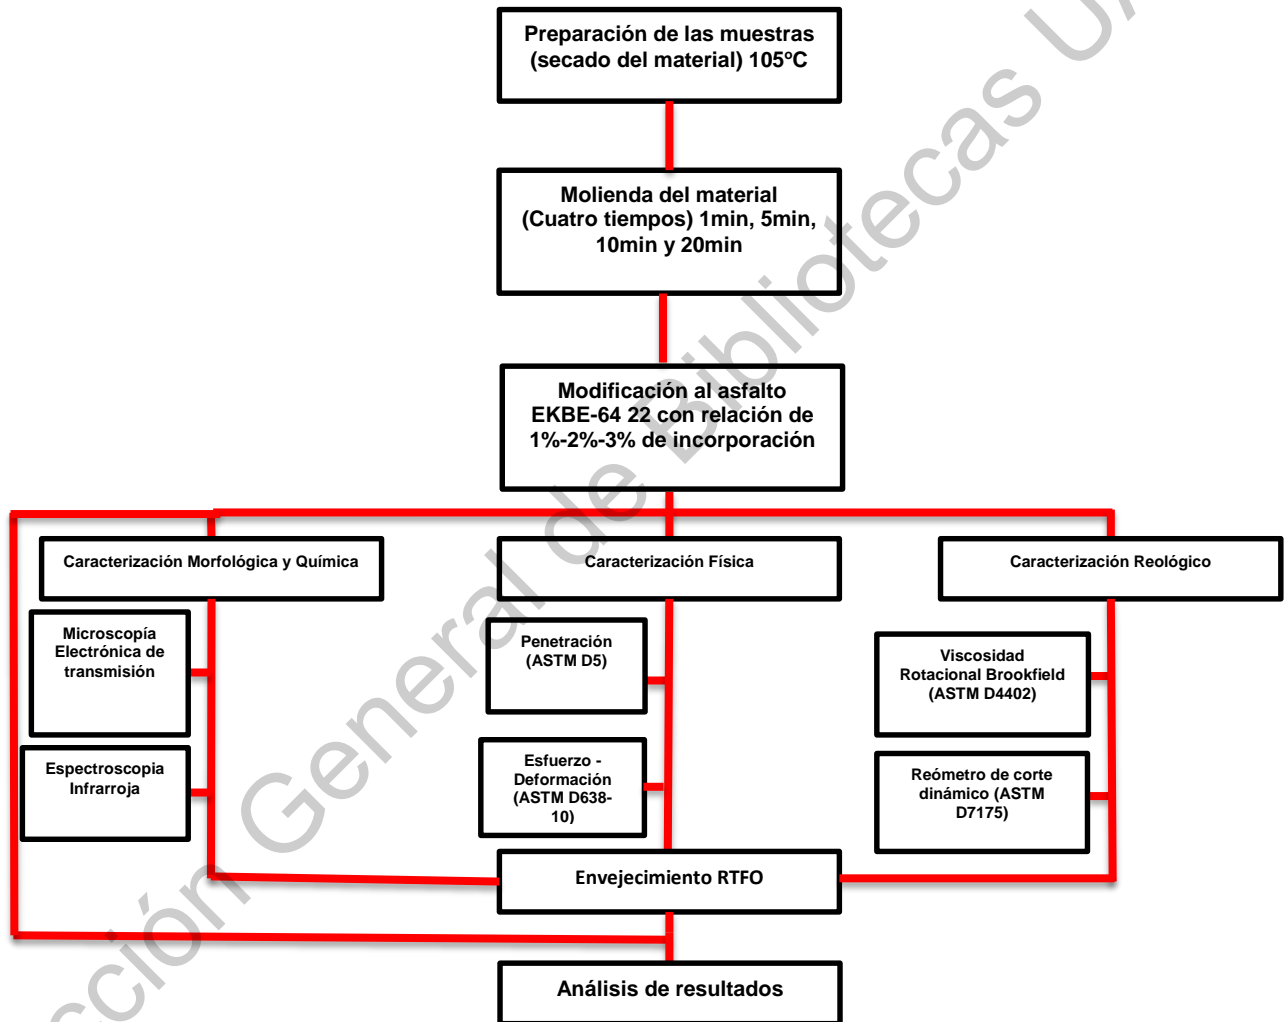 Preparación de las muestras
(secado del material) 105ºC
Molienda del material
(Cuatro tiempos) 1min, 5min,
10min y 20min
Modificación al asfalto
EKBE-64 22 con relación de
1%-2%-3% de incorporación
Caracterización Morfológica y Química
Caracterización Física
Caracterización Reológico
Microscopía
Electrónica de
transmisión
Espectroscopia
Infrarroja
Penetración
(ASTM D5)
Esfuerzo -
Deformación
(ASTM D638-
10)
Viscosidad
Rotacional Brookfield
(ASTM D4402)
Reómetro de corte
dinámico (ASTM
D7175)
Envejecimiento RTFO
Análisis de resultados
General de Bibliotecas